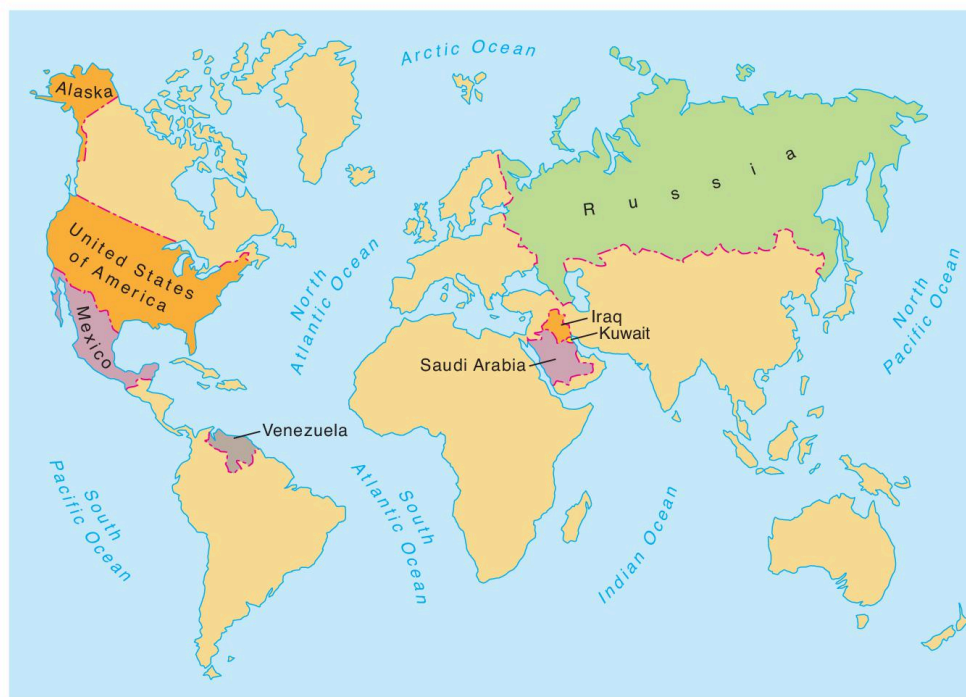 Arctic Ocean
Alaska
Russia
United States
of America
North
Atlantic Ocean
North
Pacific Ocean
Mexico
Iraq
Kuwait
Saudi Arabia
Venezuela
South
Pacific Ocean
South
Atlantic Ocean
Indian Ocean